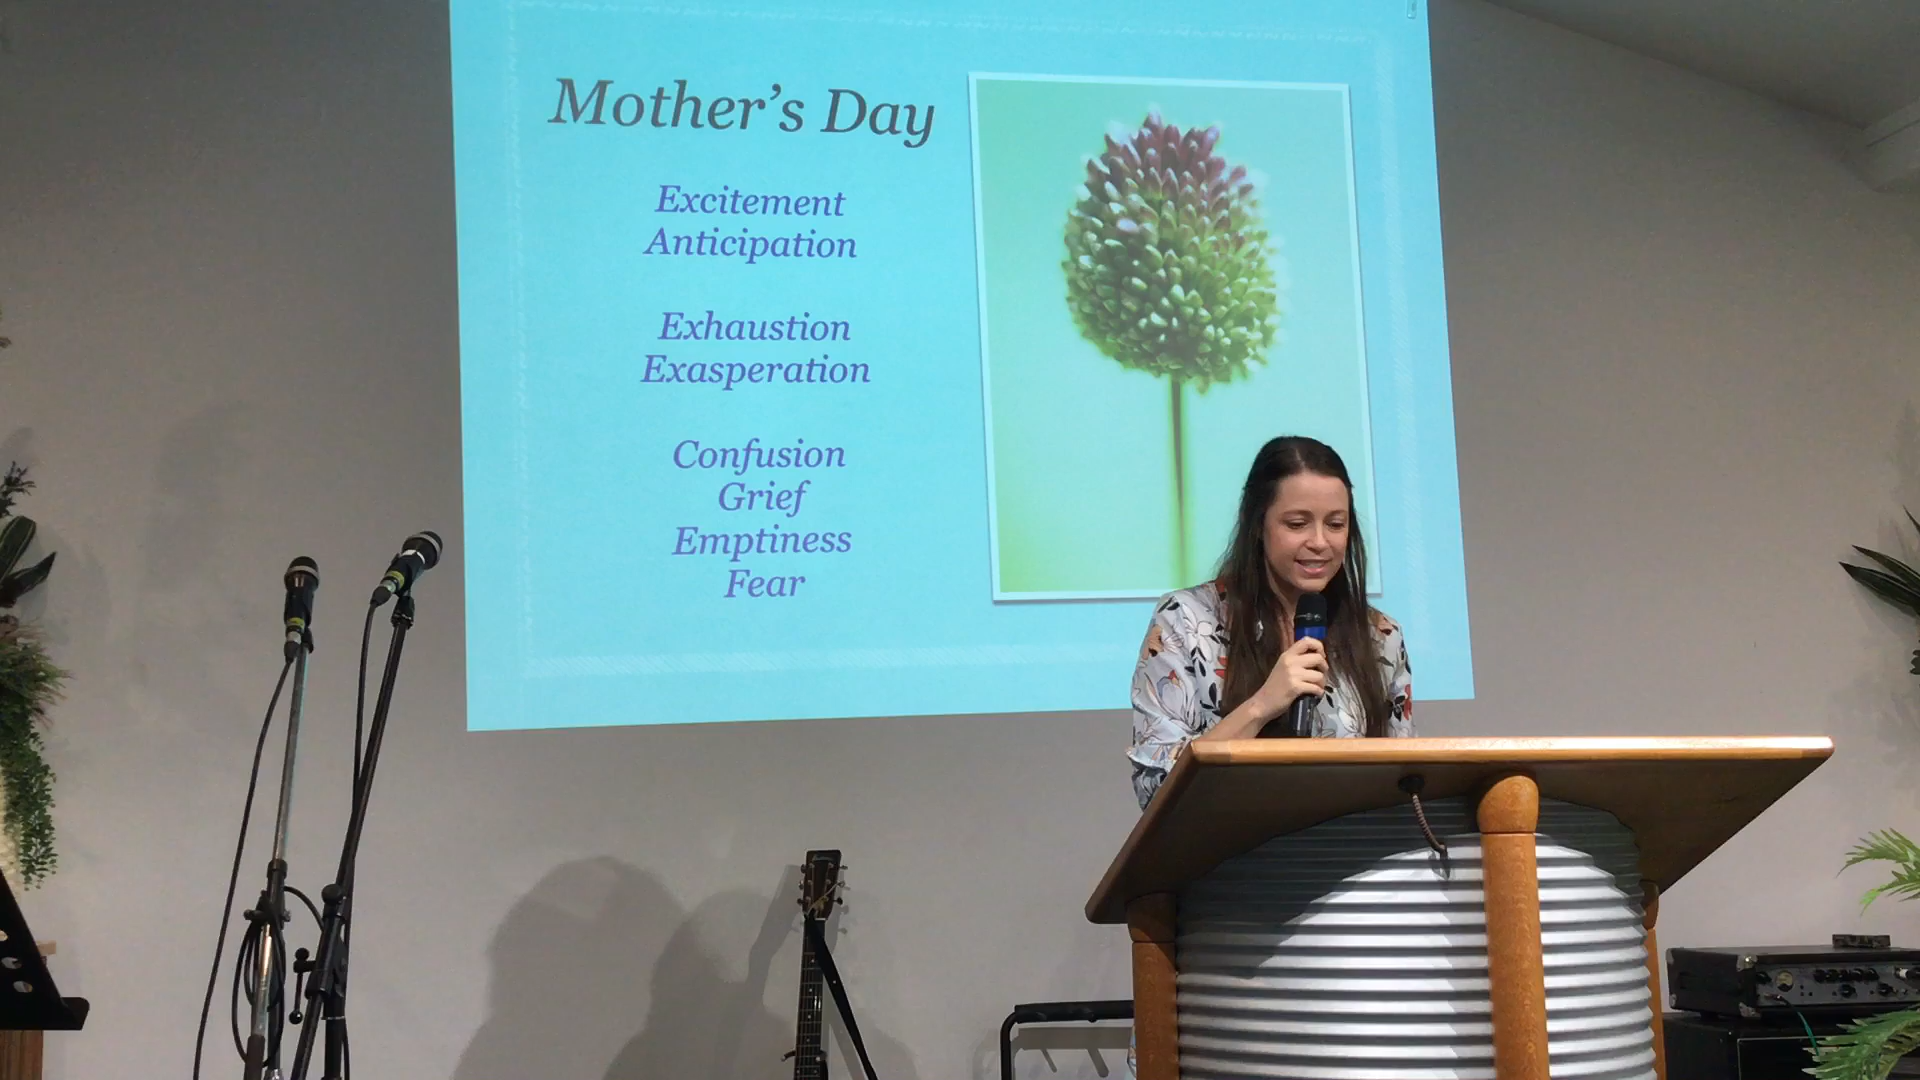 Mother's Day
Excitement
Anticipation
Exhaustion
Exasperation
Confusion
Grief
Emptiness
Fear